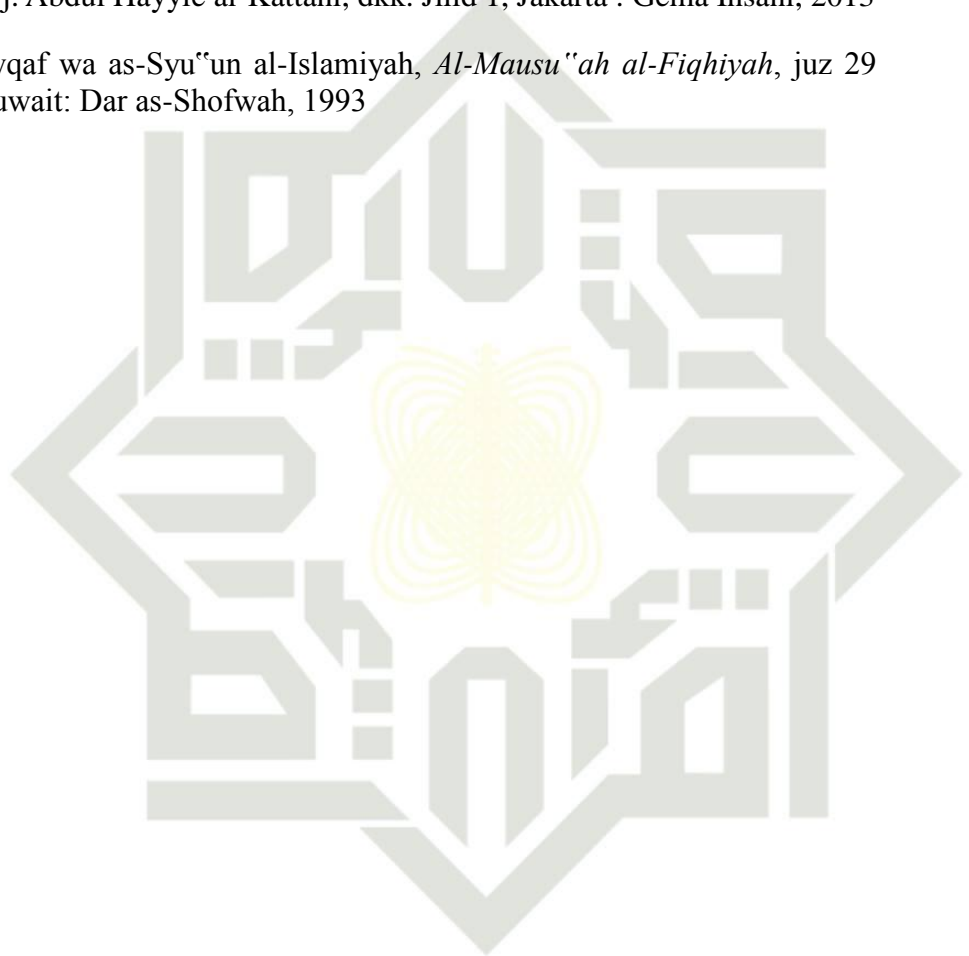 j. Abdul Hayyie al-Kattani, dkk. Jilid 1, Jakarta : Gema Insani, 2013
qaf wa as-Syu‟un al-Islamiyah, Al-Mausu‟ah al-Fiqhiyah, juz 29
uwait: Dar as-Shofwah, 1993